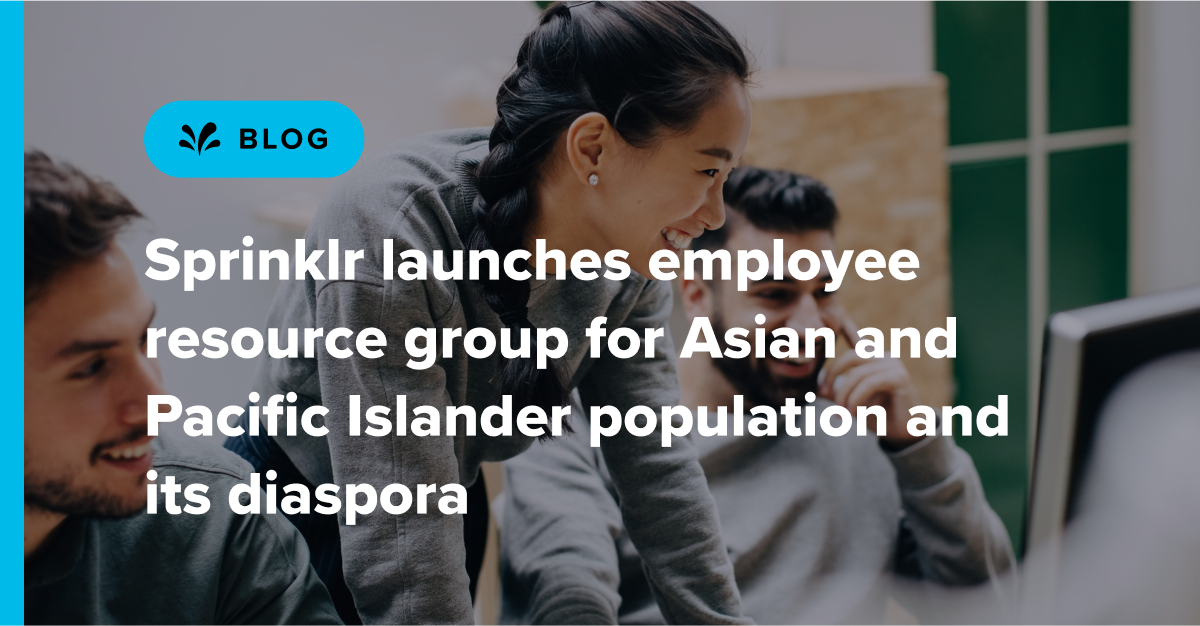 BLOG
Sprinklr launches employee
resource group for Asian and
Pacific Islander population and
its diaspora